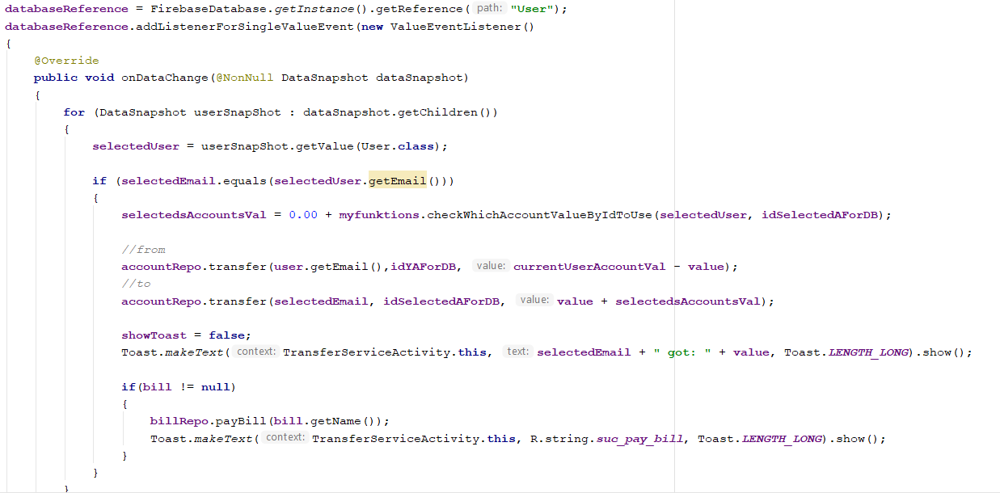 databaseReference = FirebaseDatabase.getInstance().getReference( path: "User");
databaseReference.addListenerForSingleValueEvent(new ValueEventListener()
{
@Override
public void onDataChange(@NonNull DataSnapshot dataSnapshot)
{
for (DataSnapshot userSnapShot : dataSnapshot.getChildren())
{
selectedUser = userSnapShot.getValue(User.class);
if (selectedEmail.equals(selectedUser.getEmail()))
{
selectedsAccountsVal = 0.00 + myfunktions.checkWhichAccountValueByIdToUse(selectedUser, idSelectedAForDB);
//from
accountRepo.transfer(user.getEmail(),idYAForDB, value: currentUserAccountVal - value);
//to
accountRepo.transfer(selectedEmail, idSelectedAForDB, value: value + selectedsAccountsVal);
showToast = false;
Toast.makeText( context: TransferServiceActivity.this, text: selectedEmail + " got: " + value, Toast.LENGTH_LONG).show();
if(bill != null)
{
billRepo.payBill(bill.getName());
Toast.makeText( context: TransferServiceActivity.this, R.string.suc_pay_bill, Toast.LENGTH_LONG).show();
}
}
}